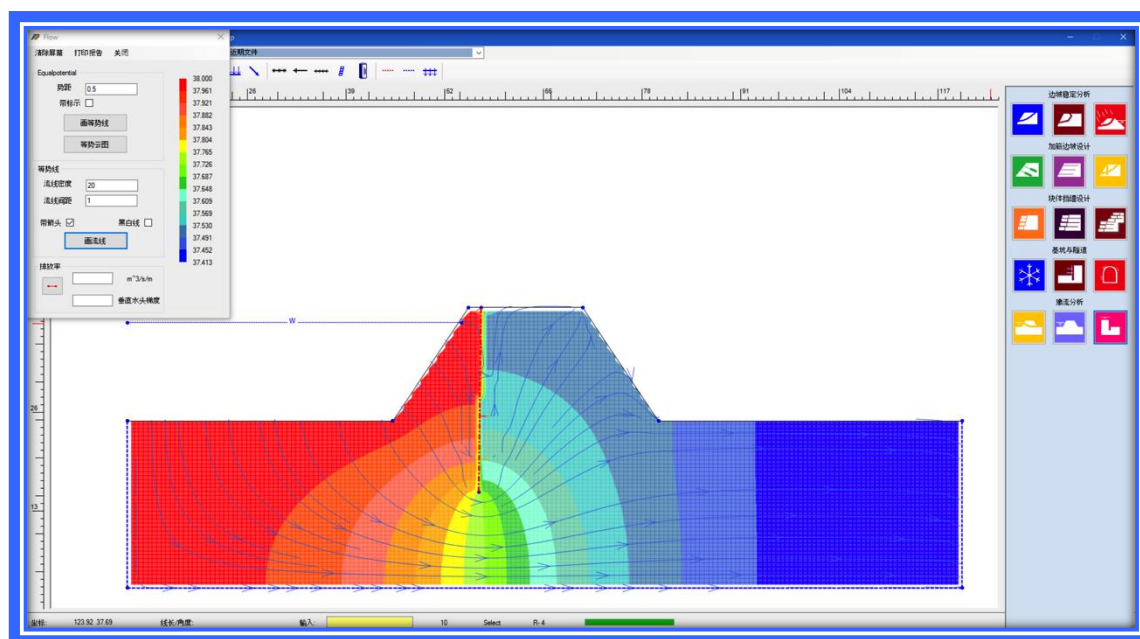 Flow
清除屏幕 打印报告 关闭
近期文件
Equalpotential
势距 0.5
带标示
画等势线
等势云图
等势线
流线密度 20
流线间距 1
带箭头 黑白线
画流线
m^3/s/m
垂直水头梯度
38.000
37.961
37.921
37.882
37.843
37.804
37.765
37.726
37.687
37.648
37.609
37.569
37.530
37.491
37.452
37.413
26 39 52 65 78 91 104 117
W
26
13
边坡稳定分析
加筋边坡设计
块体挡墙设计
基坑与隧道
渗流分析
坐标: 123.92 37.69 线长/角度: 输入: 10 Select R- 4